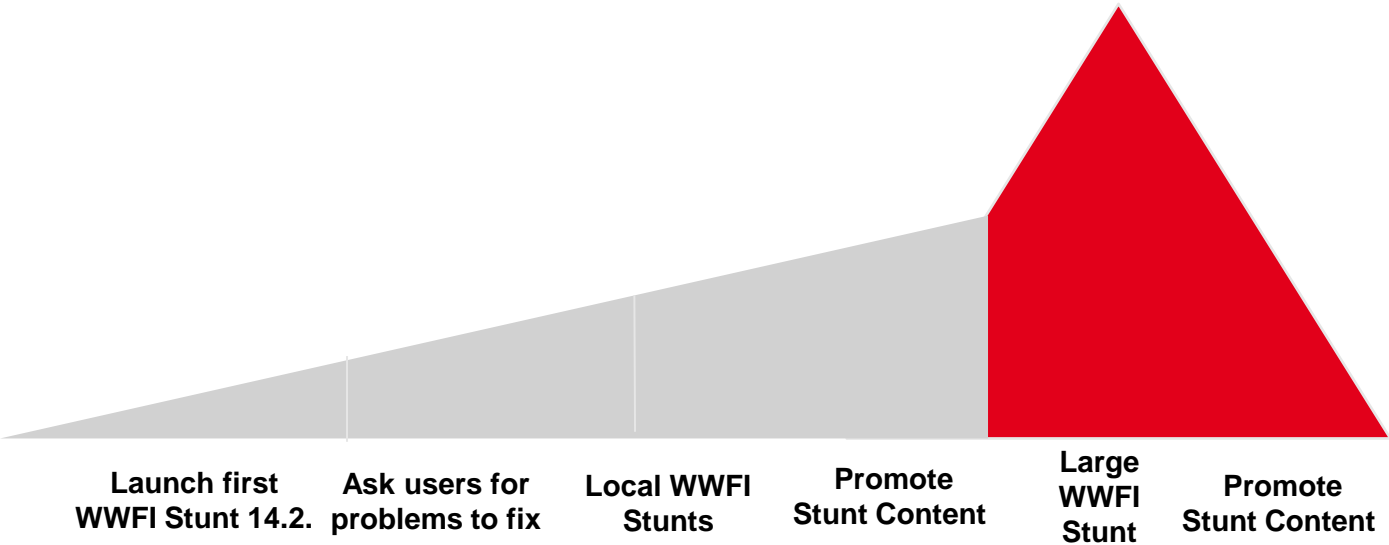 Launch first
WWFI Stunt 14.2.
Ask users for
problems to fix
Local WWFI
Stunts
Promote
Stunt Content
Large
WWFI
Stunt
Promote
Stunt Content